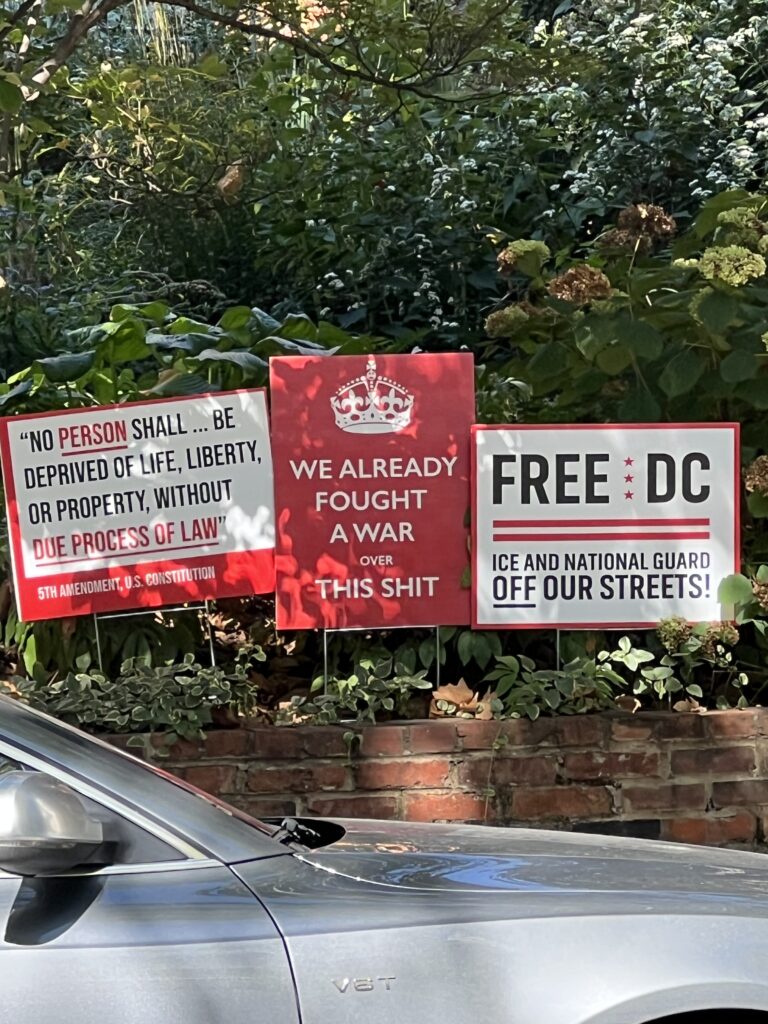 "NO PERSON SHALL ... BE
DEPRIVED OF LIFE, LIBERTY,
OR PROPERTY, WITHOUT
DUE PROCESS OF LAW"
5TH AMENDMENT, U.S. CONSTITUTION
WE ALREADY
FOUGHT
A WAR
OVER
THIS SHIT
FREE DC
ICE AND NATIONAL GUARD
OFF OUR STREETS!
V8T